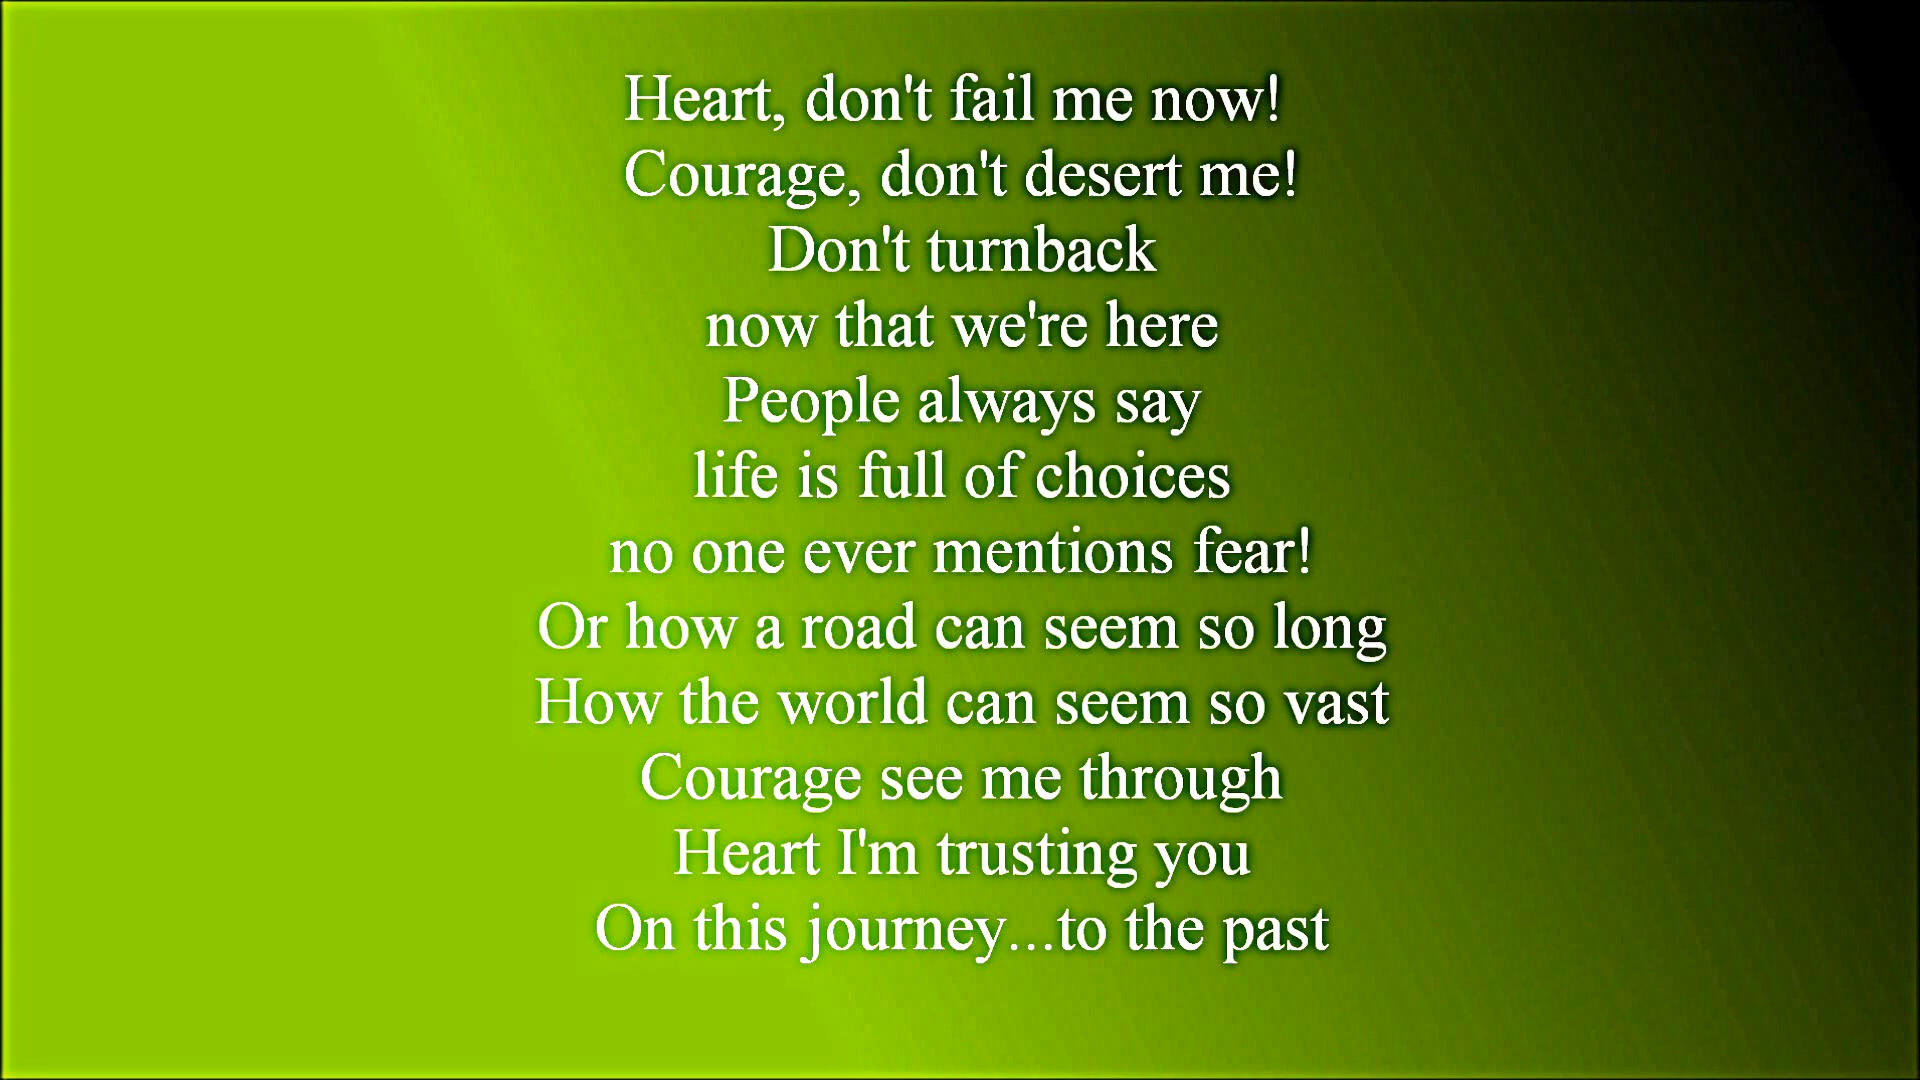 Heart, don't fail me now!
Courage, don't desert me!
Don't turnback
now that we're here
People always say
life is full of choices
no one ever mentions fear!
Or how a road can seem so long
How the world can seem so vast
Courage see me through
Heart I'm trusting you
On this journey...to the past